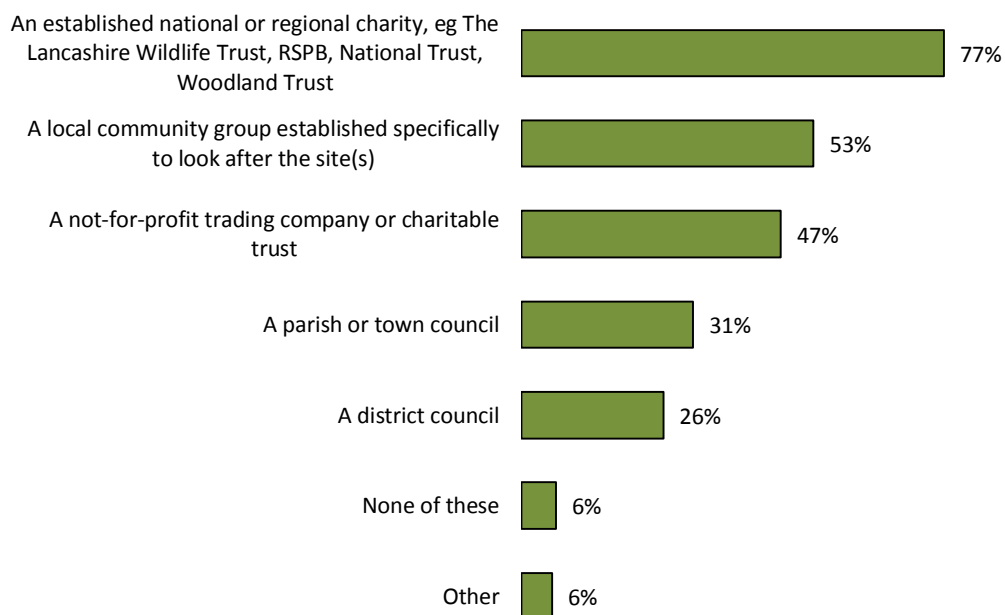 An established national or regional charity, eg The
Lancashire Wildlife Trust, RSPB, National Trust,
Woodland Trust
77%
A local community group established specifically
to look after the site(s)
53%
A not-for-profit trading company or charitable
trust
47%
A parish or town council
31%
A district council
26%
None of these
6%
Other
6%